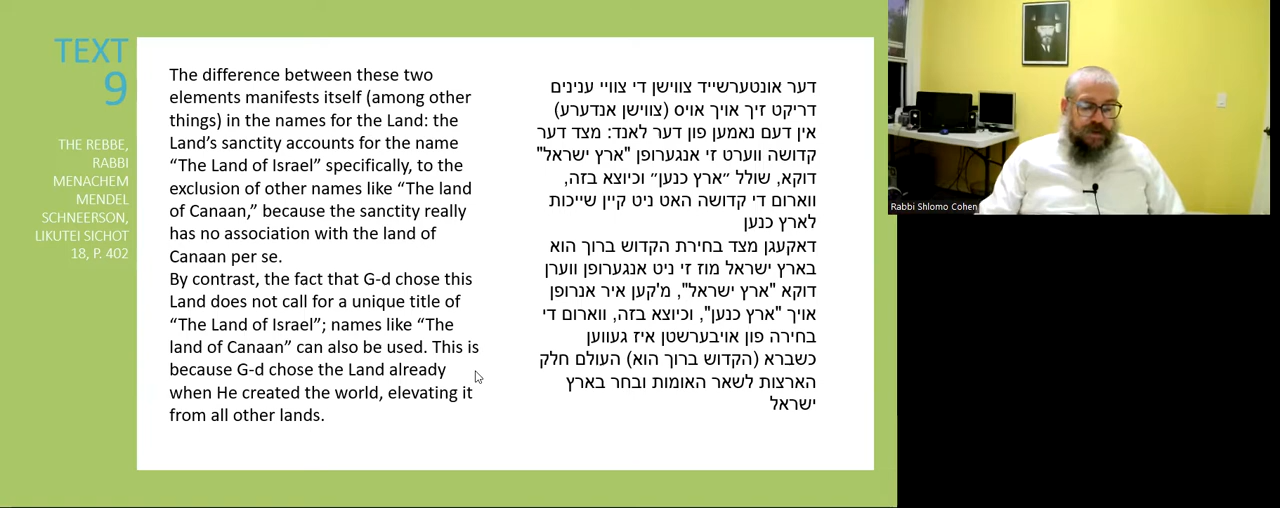 TEXT
9
THE REBBE,
RABBI
MENACHEM
MENDEL
SCHNEERSON,
LIKUTEI SICHOT
18, P. 402
The difference between these two
elements manifests itself (among other
things) in the names for the Land: the
Land’s sanctity accounts for the name
“The Land of Israel” specifically, to the
exclusion of other names like “The land
of Canaan,” because the sanctity really
has no association with the land of
Canaan per se.
By contrast, the fact that G-d chose this
Land does not call for a unique title of
“The Land of Israel”; names like “The
land of Canaan” can also be used. This is
because G-d chose the Land already
when He created the world, elevating it
from all other lands.
דער אונטערשייד צווישן די צוויי ענינים
דריקט זיך אויך אויס (צווישן אנדערע)
אין דעם נאמען פון דער לאנד: מצד דער
קדושה ווערט זי אנגערופן "ארץ ישראל"
דוקא, שולל ״ארץ כנען״ וכיוצא בזה,
ווארום די קדושה האט ניט קיין שייכות
לארץ כנען
דאקעגן מצד בחירת הקדוש ברוך הוא
בארץ ישראל מוז זי ניט אנגערופן ווערן
דוקא "ארץ ישראל", מ'קען איר אנרופן
אויך "ארץ כנען", וכיוצא בזה, ווארום די
בחירה פון אויבערשטן איז געווען
כשברא (הקדוש ברוך הוא) העולם חלק
הארצות לשאר האומות ובחר בארץ
ישראל
Rabbi Shlomo Cohen